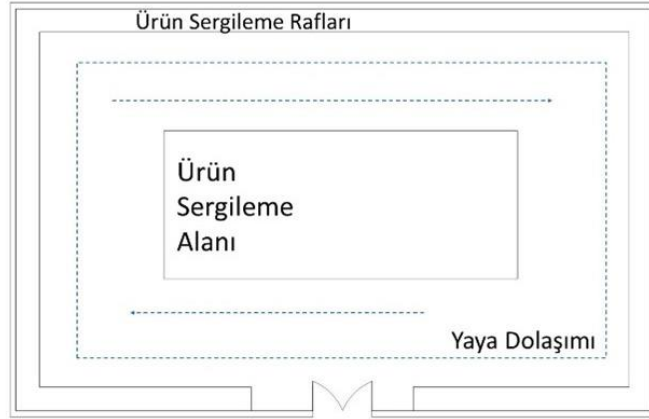 Ürün Sergileme Rafları
Ürün
Sergileme
Alanı
Yaya Dolaşımı